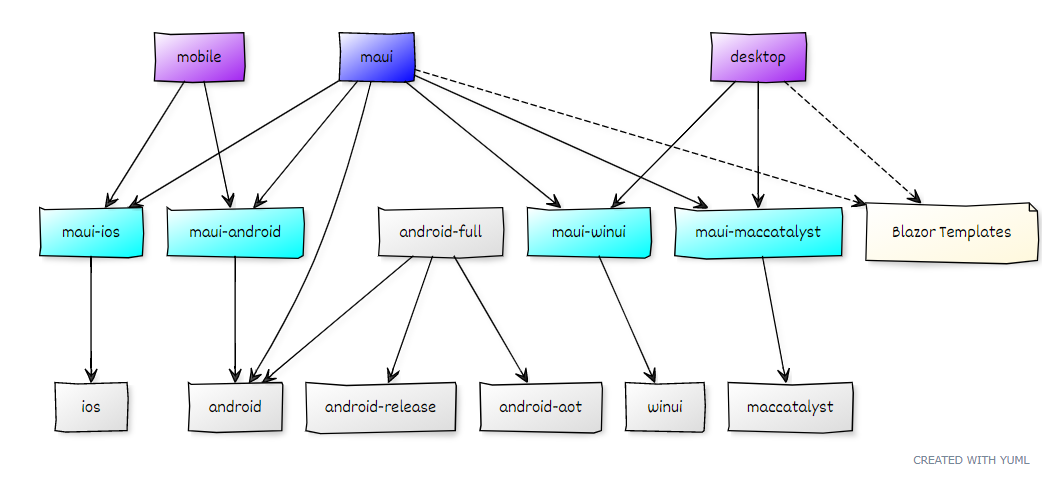 mobile
maui
desktop
maui-ios
maui-android
android-full
maui-winui
maui-maccatalyst
Blazor Templates
ios
android
android-release
android-aot
winui
maccatalyst
CREATED WITH YUML